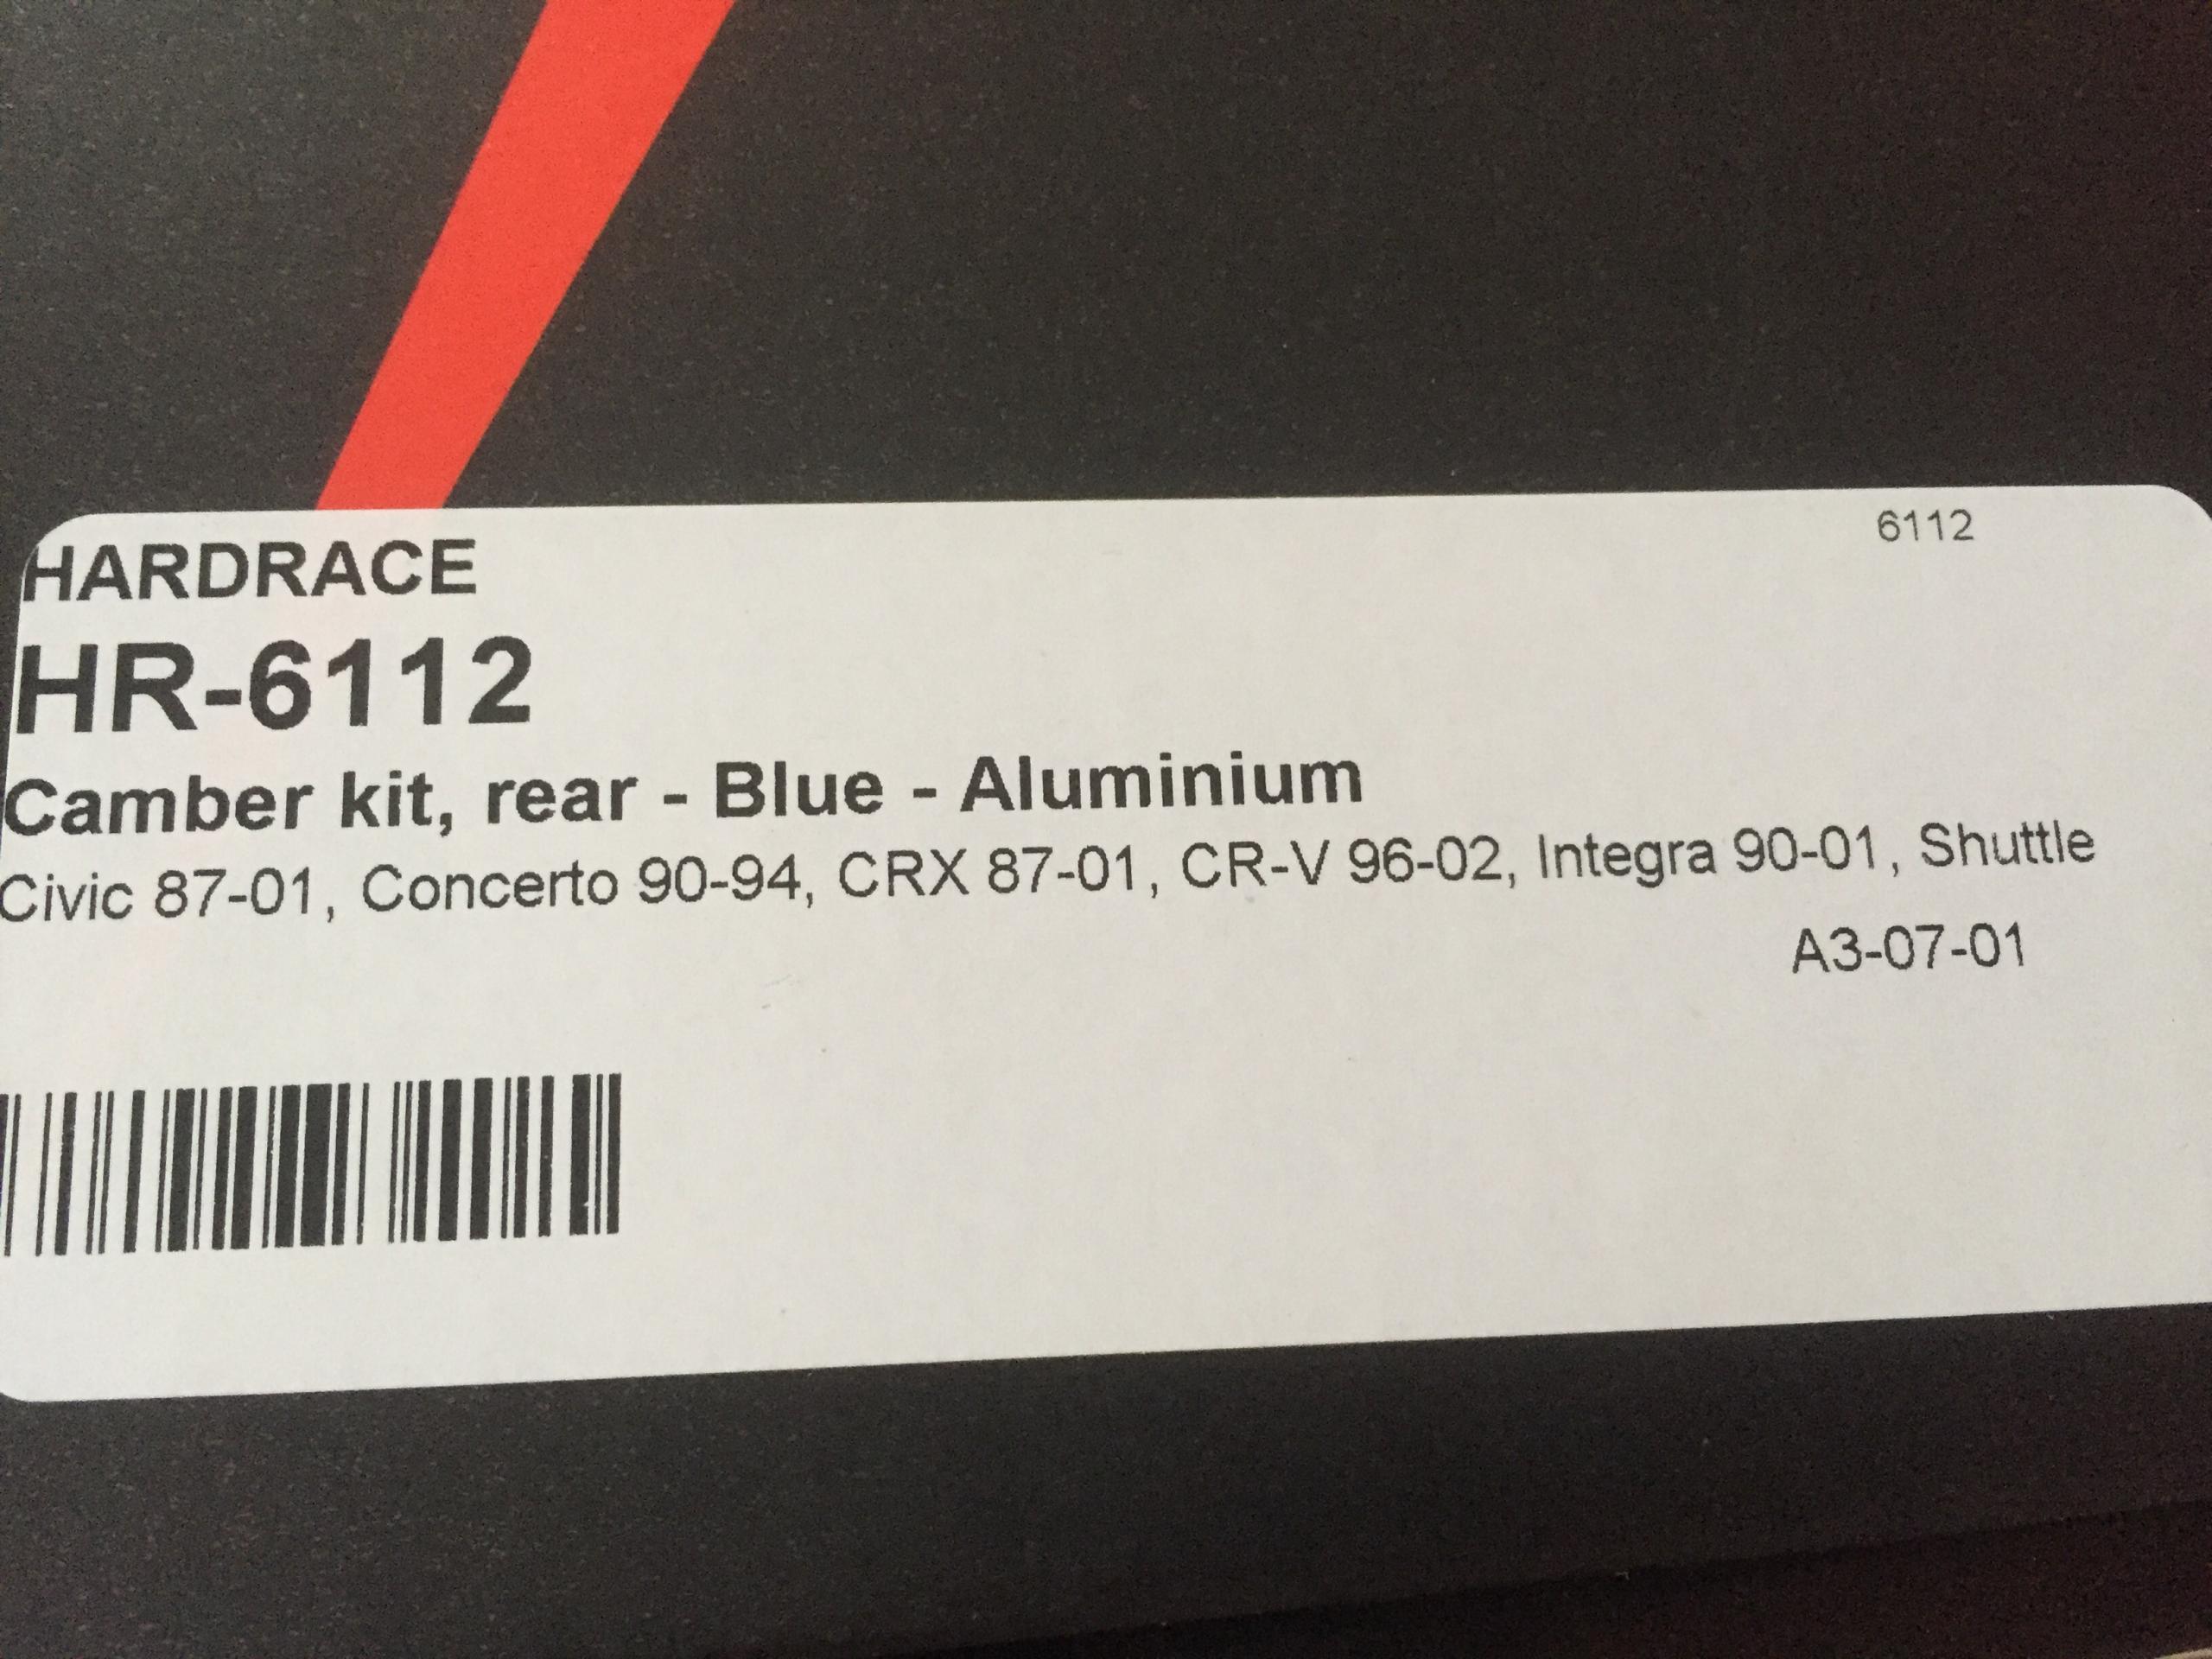 HARDRACE
6112
HR-6112
Camber kit, rear - Blue - Aluminium
Civic 87-01, Concerto 90-94, CRX 87-01, CR-V 96-02, Integra 90-01, Shuttle
A3-07-01